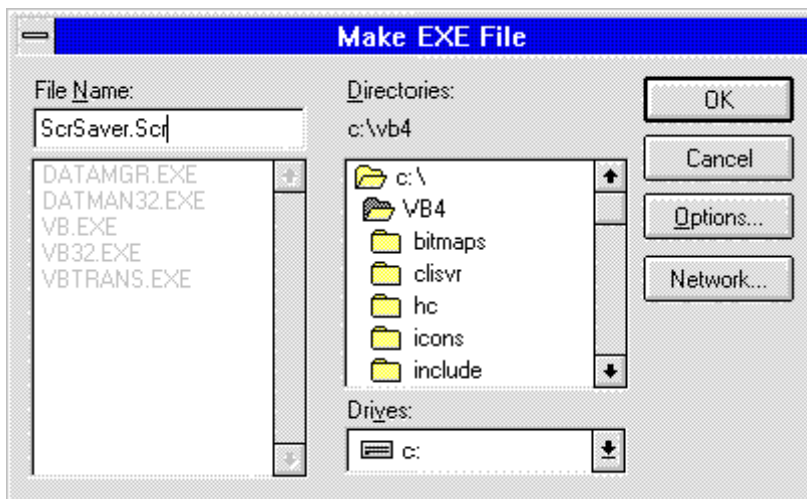 Make EXE File
File Name:
ScrSaver.Scr
DATAMGR.EXE
DATMAN32.EXE
VB.EXE
VB32.EXE
VBTRANS.EXE
Directories:
c:\vb4
c:\
VB4
bitmaps
clisvr
hc
icons
include
Drives:
c:
OK
Cancel
Options...
Network...